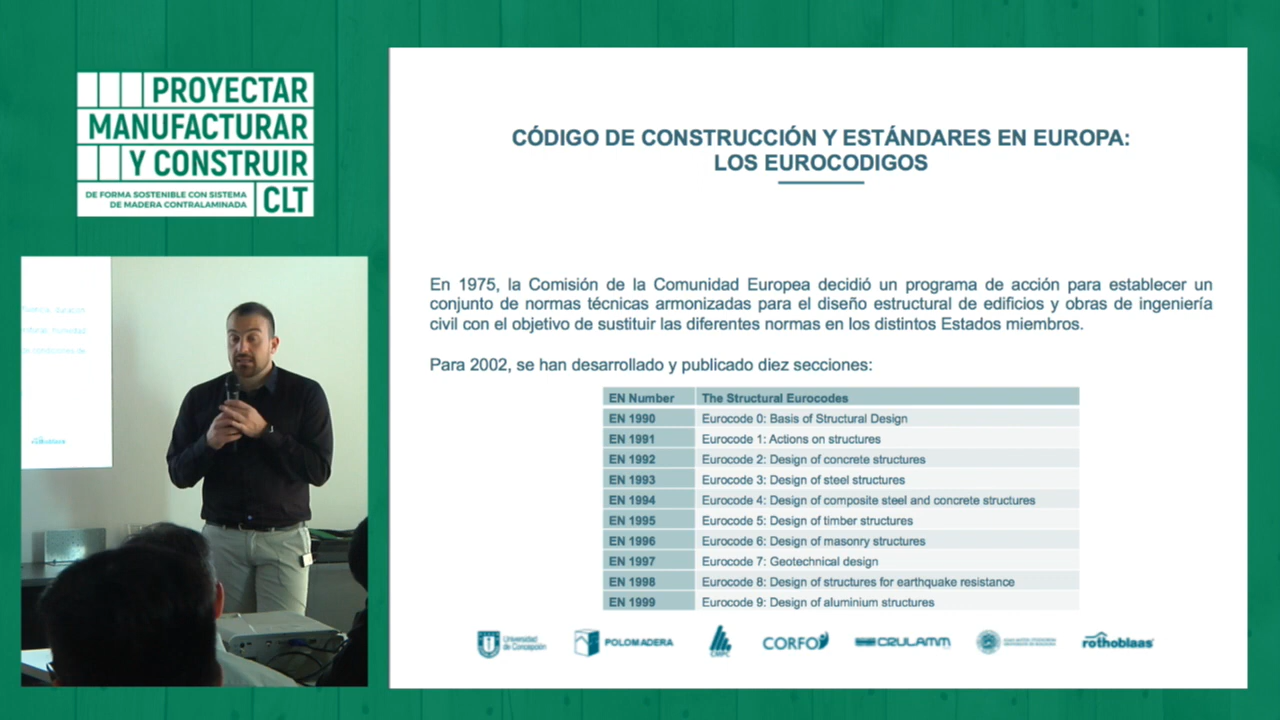 PROYECTAR
MANUFACTURAR
Y CONSTRUIR
DE FORMA SOSTENIBLE CON SISTEMA
DE MADERA CONTRALAMINADA
CLT
CÓDIGO DE CONSTRUCCIÓN Y ESTÁNDARES EN EUROPA:
LOS EUROCODIGOS
En 1975, la Comisión de la Comunidad Europea decidió un programa de acción para establecer un
conjunto de normas técnicas armonizadas para el diseño estructural de edificios y obras de ingeniería
civil con el objetivo de sustituir las diferentes normas en los distintos Estados miembros.
Para 2002, se han desarrollado y publicado diez secciones:
EN Number The Structural Eurocodes
EN 1990 Eurocode 0: Basis of Structural Design
EN 1991 Eurocode 1: Actions on structures
EN 1992 Eurocode 2: Design of concrete structures
EN 1993 Eurocode 3: Design of steel structures
EN 1994 Eurocode 4: Design of composite steel and concrete structures
EN 1995 Eurocode 5: Design of timber structures
EN 1996 Eurocode 6: Design of masonry structures
EN 1997 Eurocode 7: Geotechnical design
EN 1998 Eurocode 8: Design of structures for earthquake resistance
EN 1999 Eurocode 9: Design of aluminium structures
Universidad
de Concepción
POLOMADERA
CMPC
CORFO
CRULAMM
rothoblaas